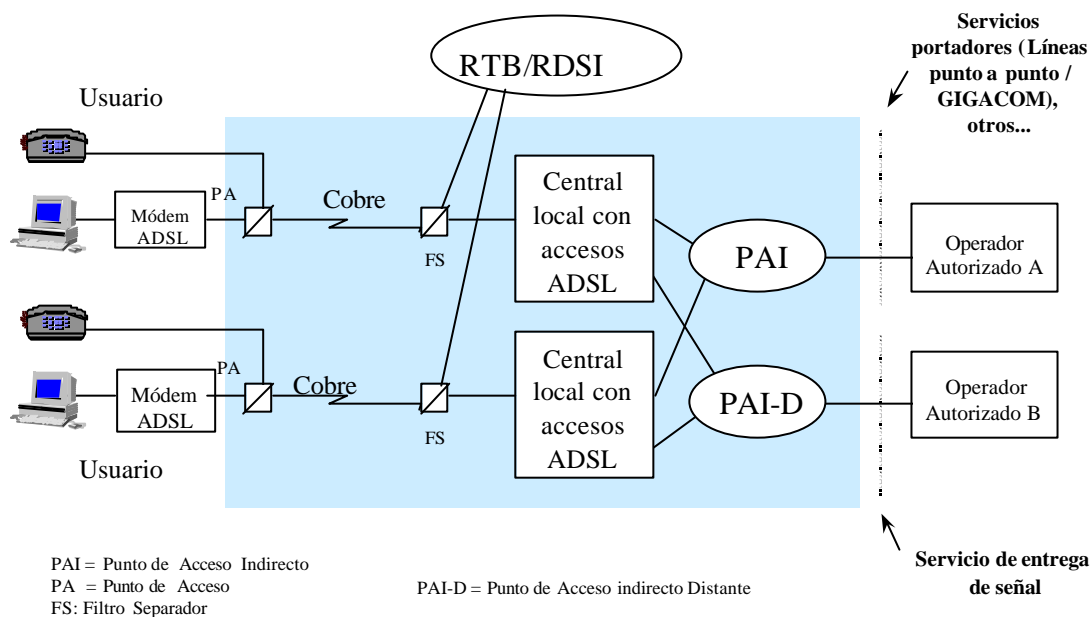 Servicios
portadores (Líneas
punto a punto /
GIGACOM),
otros...
RTB/RDSI
Usuario
PA
Módem
ADSL
Cobre
FS
Central
local con
accesos
ADSL
PAI
Operador
Autorizado A
PA
Módem
ADSL
Cobre
FS
Central
local con
accesos
ADSL
PAI-D
Operador
Autorizado B
Usuario
Servicio de entrega
de señal
PAI = Punto de Acceso Indirecto
PA = Punto de Acceso
FS: Filtro Separador
PAI-D = Punto de Acceso indirecto Distante